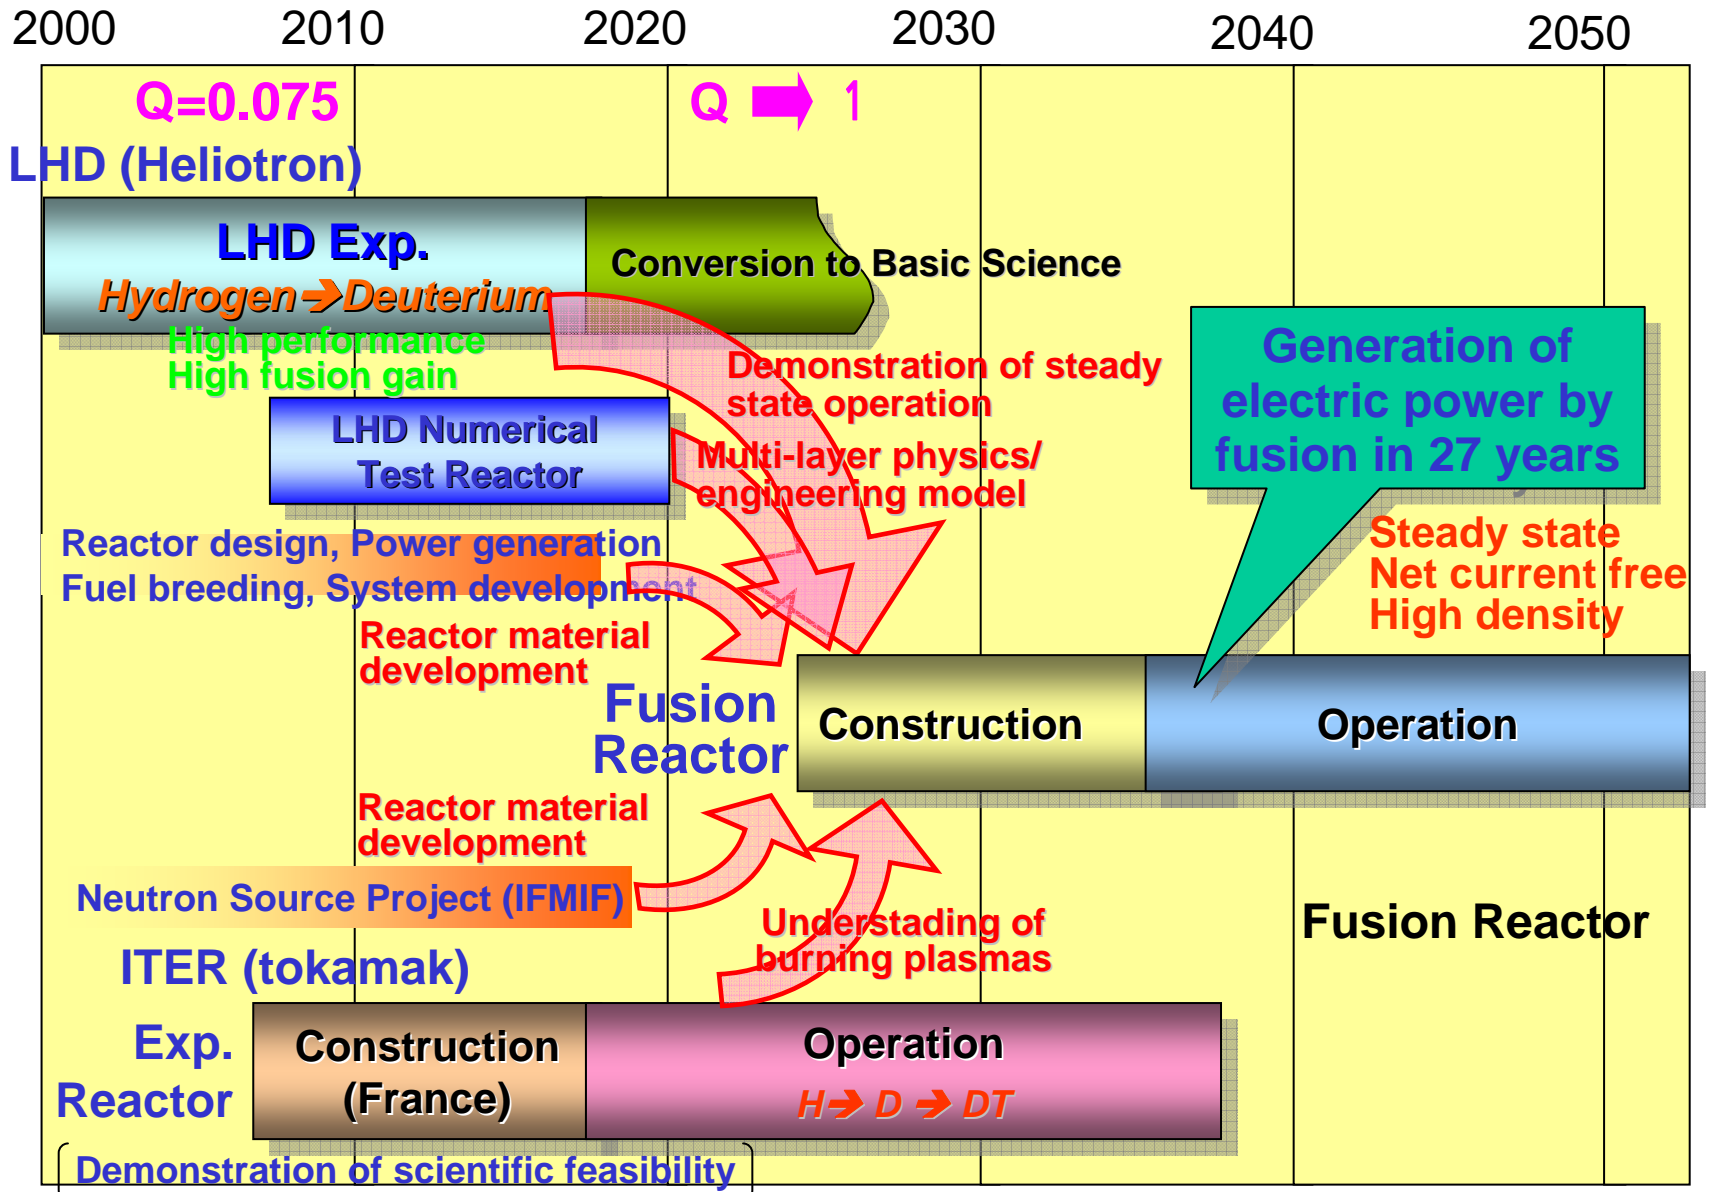 2000 2010 2020 2030 2040 2050
Q=0.075
Q ➡ 1
LHD (Heliotron)
LHD Exp.
Hydrogen➔Deuterium
Conversion to Basic Science
High performance
High fusion gain
Demonstration of steady
state operation
Generation of
electric power by
fusion in 27 years
LHD Numerical
Test Reactor
Multi-layer physics/
engineering model
Steady state
Net current free
High density
Reactor design, Power generation
Fuel breeding, System development
Reactor material
development
Fusion
Reactor
Construction
Operation
Reactor material
development
Neutron Source Project (IFMIF)
Understading of
burning plasmas
Fusion Reactor
ITER (tokamak)
Exp.
Reactor
Construction
(France)
Operation
H➔ D ➔ DT
Demonstration of scientific feasibility